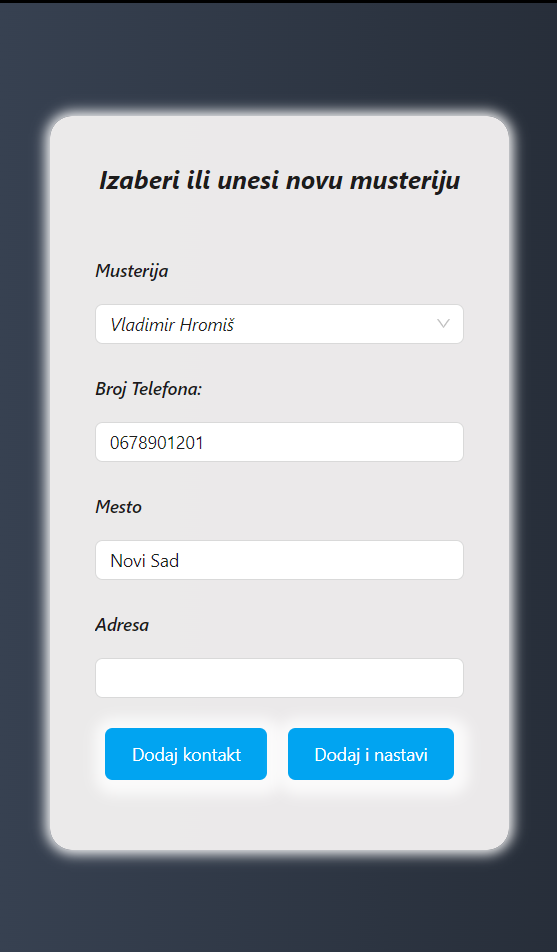 Izaberi ili unesi novu musteriju
Musterija
Vladimir Hromiš
Broj Telefona:
0678901201
Mesto
Novi Sad
Adresa
Dodaj kontakt
Dodaj i nastavi